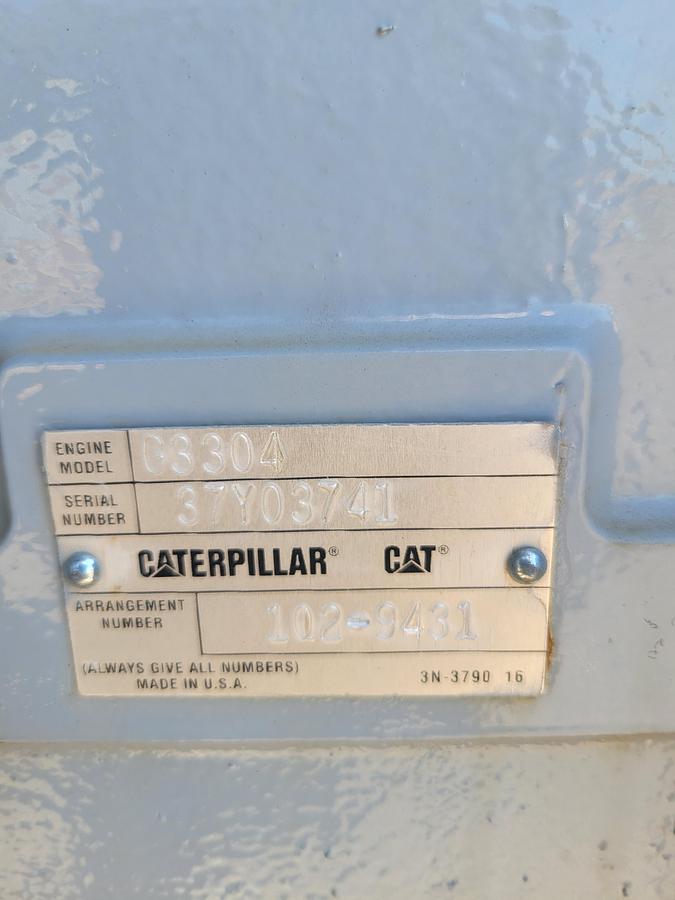 ENGINE MODEL G3304
SERIAL NUMBER 37Y03741
CATERPILLAR® CAT®
ARRANGEMENT NUMBER 102-9431
(ALWAYS GIVE ALL NUMBERS)
MADE IN U.S.A.
3N-3790 16